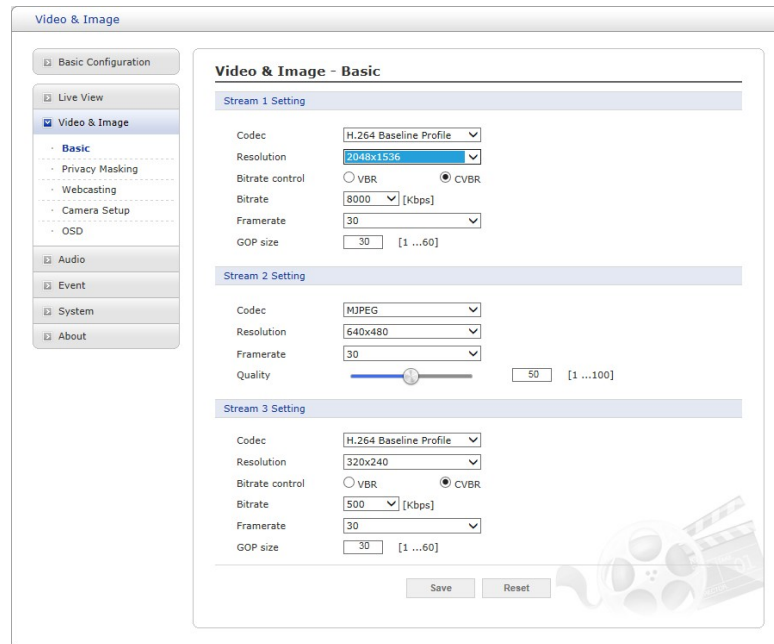 Video & Image
Basic Configuration
Live View
Video & Image
Basic
Privacy Masking
Webcasting
Camera Setup
OSD
Audio
Event
System
About
Video & Image - Basic
Stream 1 Setting
Codec H.264 Baseline Profile
Resolution 2048x1536
Bitrate control VBR CVBR
Bitrate 8000 [Kbps]
Framerate 30
GOP size 30 [1 ...60]
Stream 2 Setting
Codec MJPEG
Resolution 640x480
Framerate 30
Quality 50 [1 ...100]
Stream 3 Setting
Codec H.264 Baseline Profile
Resolution 320x240
Bitrate control VBR CVBR
Bitrate 500 [Kbps]
Framerate 30
GOP size 30 [1 ...60]
Save Reset